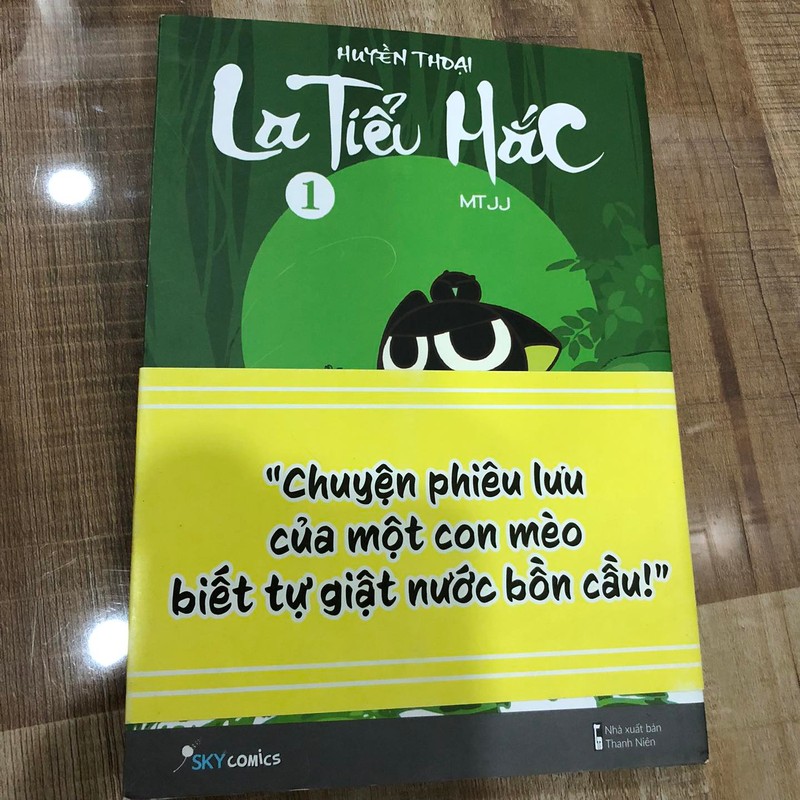 HUYỀN THOẠI
La Tiểu Hắc
1
MTJJ
"Chuyện phiêu lưu
của một con mèo
biết tự giật nước bồn cầu!"
SKY COMICS
Nhà xuất bản
Thanh Niên